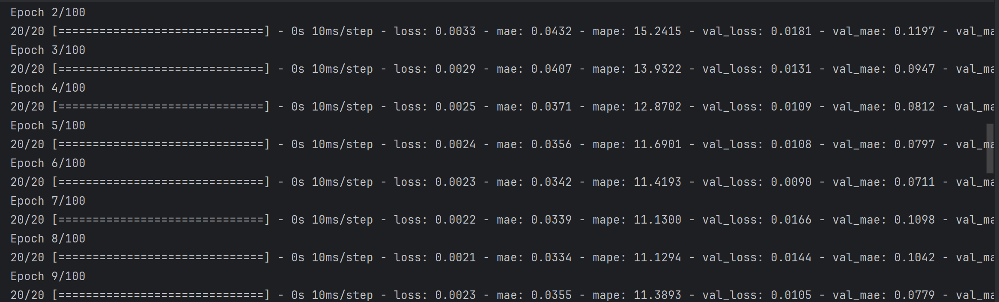 Epoch 2/100
20/20 [==============================] - 0s 10ms/step - loss: 0.0033 - mae: 0.0432 - mape: 15.2415 - val_loss: 0.0181 - val_mae: 0.1197 - val_ma
Epoch 3/100
20/20 [==============================] - 0s 10ms/step - loss: 0.0029 - mae: 0.0407 - mape: 13.9322 - val_loss: 0.0131 - val_mae: 0.0947 - val_ma
Epoch 4/100
20/20 [==============================] - 0s 10ms/step - loss: 0.0025 - mae: 0.0371 - mape: 12.8702 - val_loss: 0.0109 - val_mae: 0.0812 - val_ma
Epoch 5/100
20/20 [==============================] - 0s 10ms/step - loss: 0.0024 - mae: 0.0356 - mape: 11.6901 - val_loss: 0.0108 - val_mae: 0.0797 - val_ma
Epoch 6/100
20/20 [==============================] - 0s 10ms/step - loss: 0.0023 - mae: 0.0342 - mape: 11.4193 - val_loss: 0.0090 - val_mae: 0.0711 - val_ma
Epoch 7/100
20/20 [==============================] - 0s 10ms/step - loss: 0.0022 - mae: 0.0339 - mape: 11.1300 - val_loss: 0.0166 - val_mae: 0.1098 - val_ma
Epoch 8/100
20/20 [==============================] - 0s 10ms/step - loss: 0.0021 - mae: 0.0334 - mape: 11.1294 - val_loss: 0.0144 - val_mae: 0.1042 - val_ma
Epoch 9/100
20/20 [==============================] - 0s 10ms/step - loss: 0.0023 - mae: 0.0355 - mape: 11.3893 - val_loss: 0.0105 - val_mae: 0.0779 - val_ma